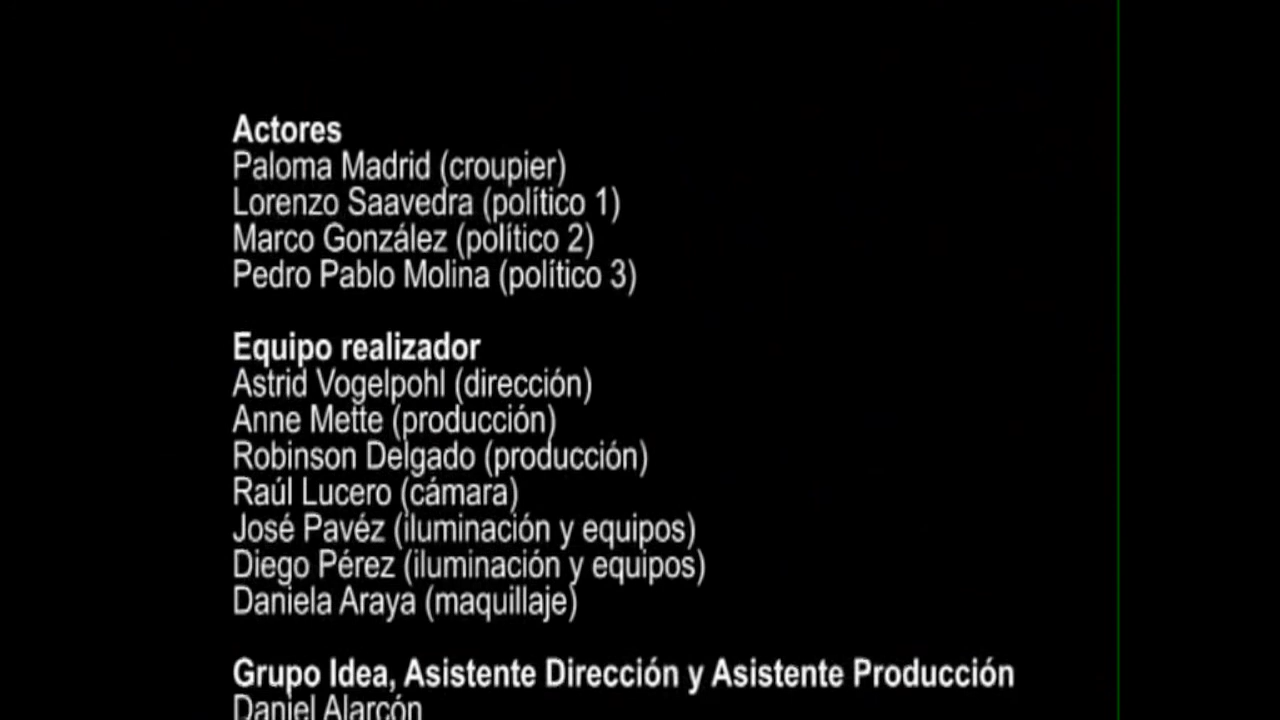 Actores
Paloma Madrid (croupier)
Lorenzo Saavedra (político 1)
Marco González (político 2)
Pedro Pablo Molina (político 3)
Equipo realizador
Astrid Vogelpohl (dirección)
Anne Mette (producción)
Robinson Delgado (producción)
Raúl Lucero (cámara)
José Pavéz (iluminación y equipos)
Diego Pérez (iluminación y equipos)
Daniela Araya (maquillaje)
Grupo Idea, Asistente Dirección y Asistente Producción
Daniel Alarcón